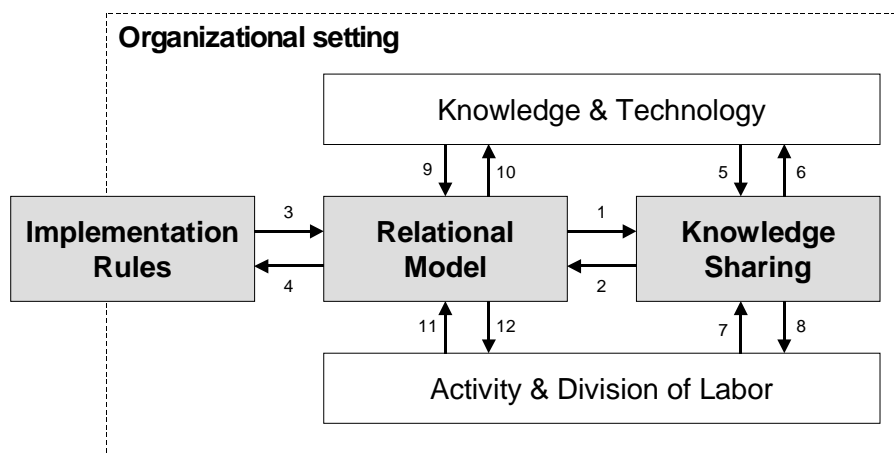 Organizational setting
Knowledge & Technology
9
10
5
6
Implementation
Rules
3
4
Relational
Model
1
2
Knowledge
Sharing
11
12
7
8
Activity & Division of Labor